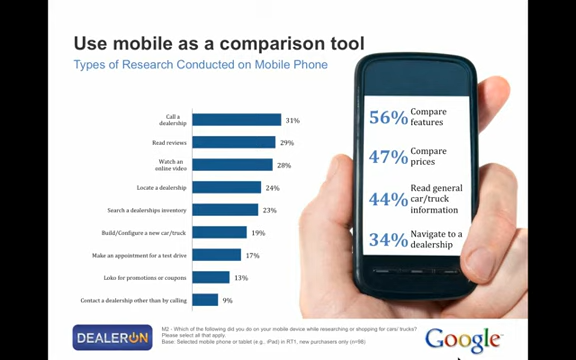 Use mobile as a comparison tool
Types of Research Conducted on Mobile Phone
Call a
dealership
31%
Read reviews
29%
Watch an
online video
28%
Locate a dealership
24%
Search a dealerships inventory
23%
Build/Configure a new car/truck
19%
Make an appointment for a test drive
17%
Loko for promotions or coupons
13%
Contact a dealership other than by calling
9%
56% Compare
features
47% Compare
prices
44% Read general
car/truck
information
34% Navigate to a
dealership
DEALERON
M2 - Which of the following did you do on your mobile device while researching or shopping for cars/ trucks?
Please select all that apply.
Base: Selected mobile phone or tablet (e.g., iPad) in RT1, new purchasers only (n=98)
Google